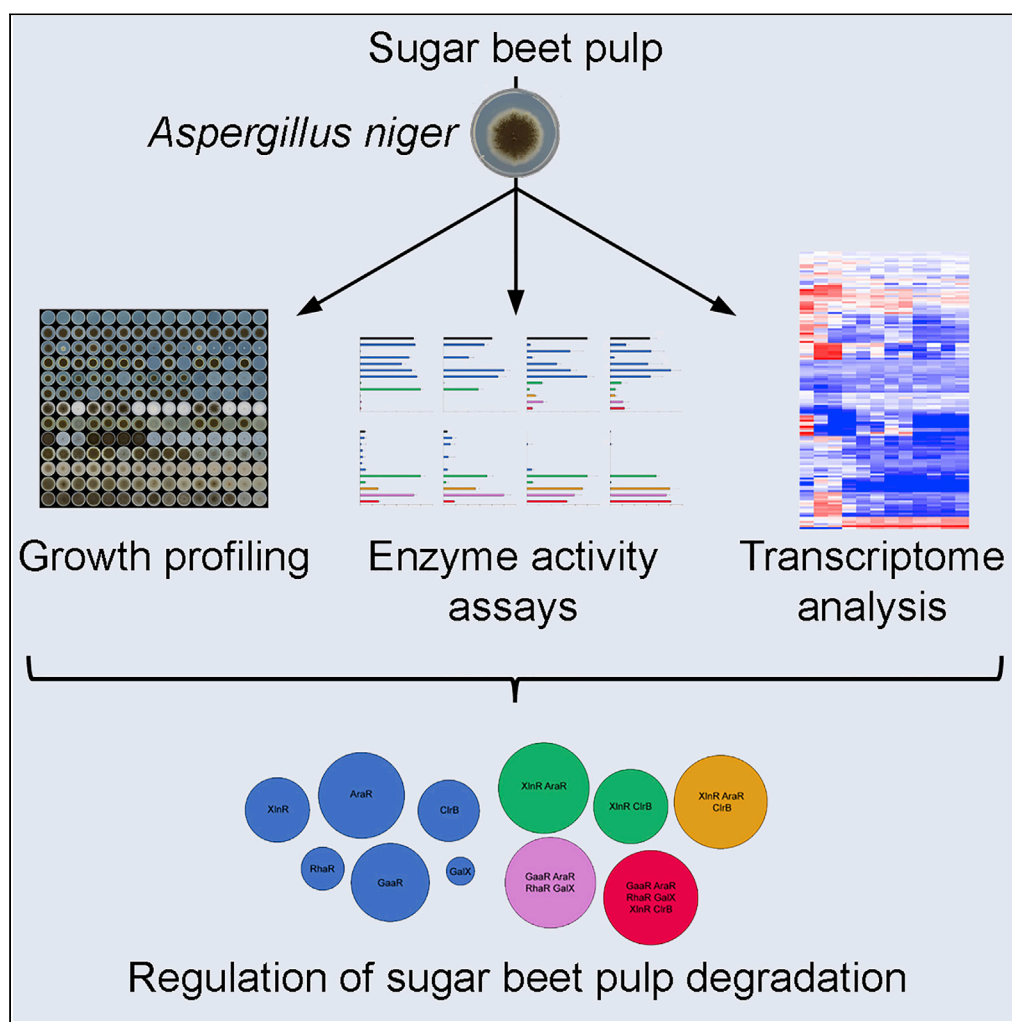 Sugar beet pulp
Aspergillus niger
Growth profiling
Enzyme activity
assays
Transcriptome
analysis
XlnR
AraR
ClrB
RhaR
GaaR
GalX
XlnR AraR
XlnR ClrB
XlnR AraR
ClrB
GaaR AraR
RhaR GalX
GaaR AraR
RhaR GalX
XlnR ClrB
Regulation of sugar beet pulp degradation